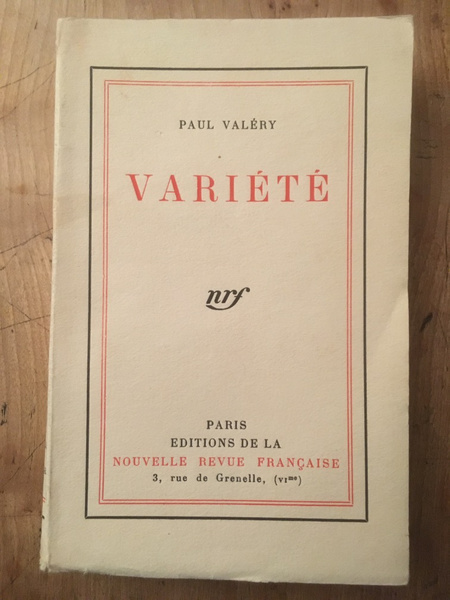 PAUL VALÉRY
VARIÉTÉ
nrf
PARIS
EDITIONS DE LA
NOUVELLE REVUE FRANÇAISE
3, rue de Grenelle, (VIme)